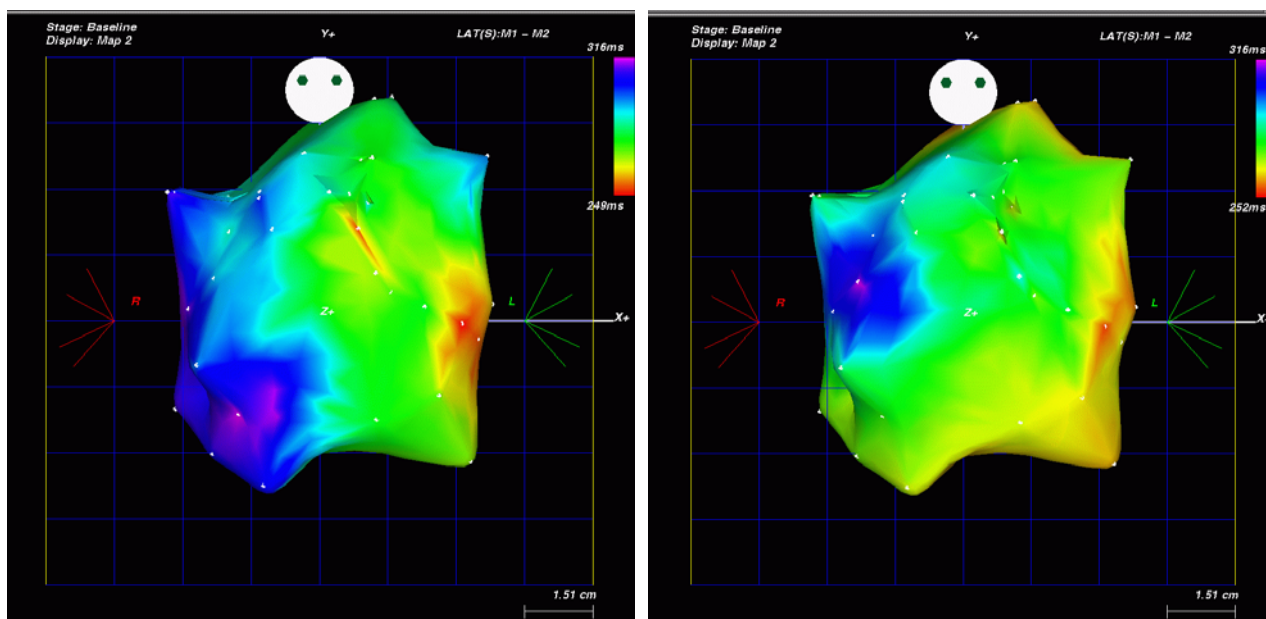 Stage: Baseline
Display: Map 2
Y+
LAT(S):M1 – M2
316ms
249ms
R
Z+
L
X+
1.51 cm
Stage: Baseline
Display: Map 2
Y+
LAT(S):M1 – M2
316ms
252ms
R
Z+
L
X+
1.51 cm